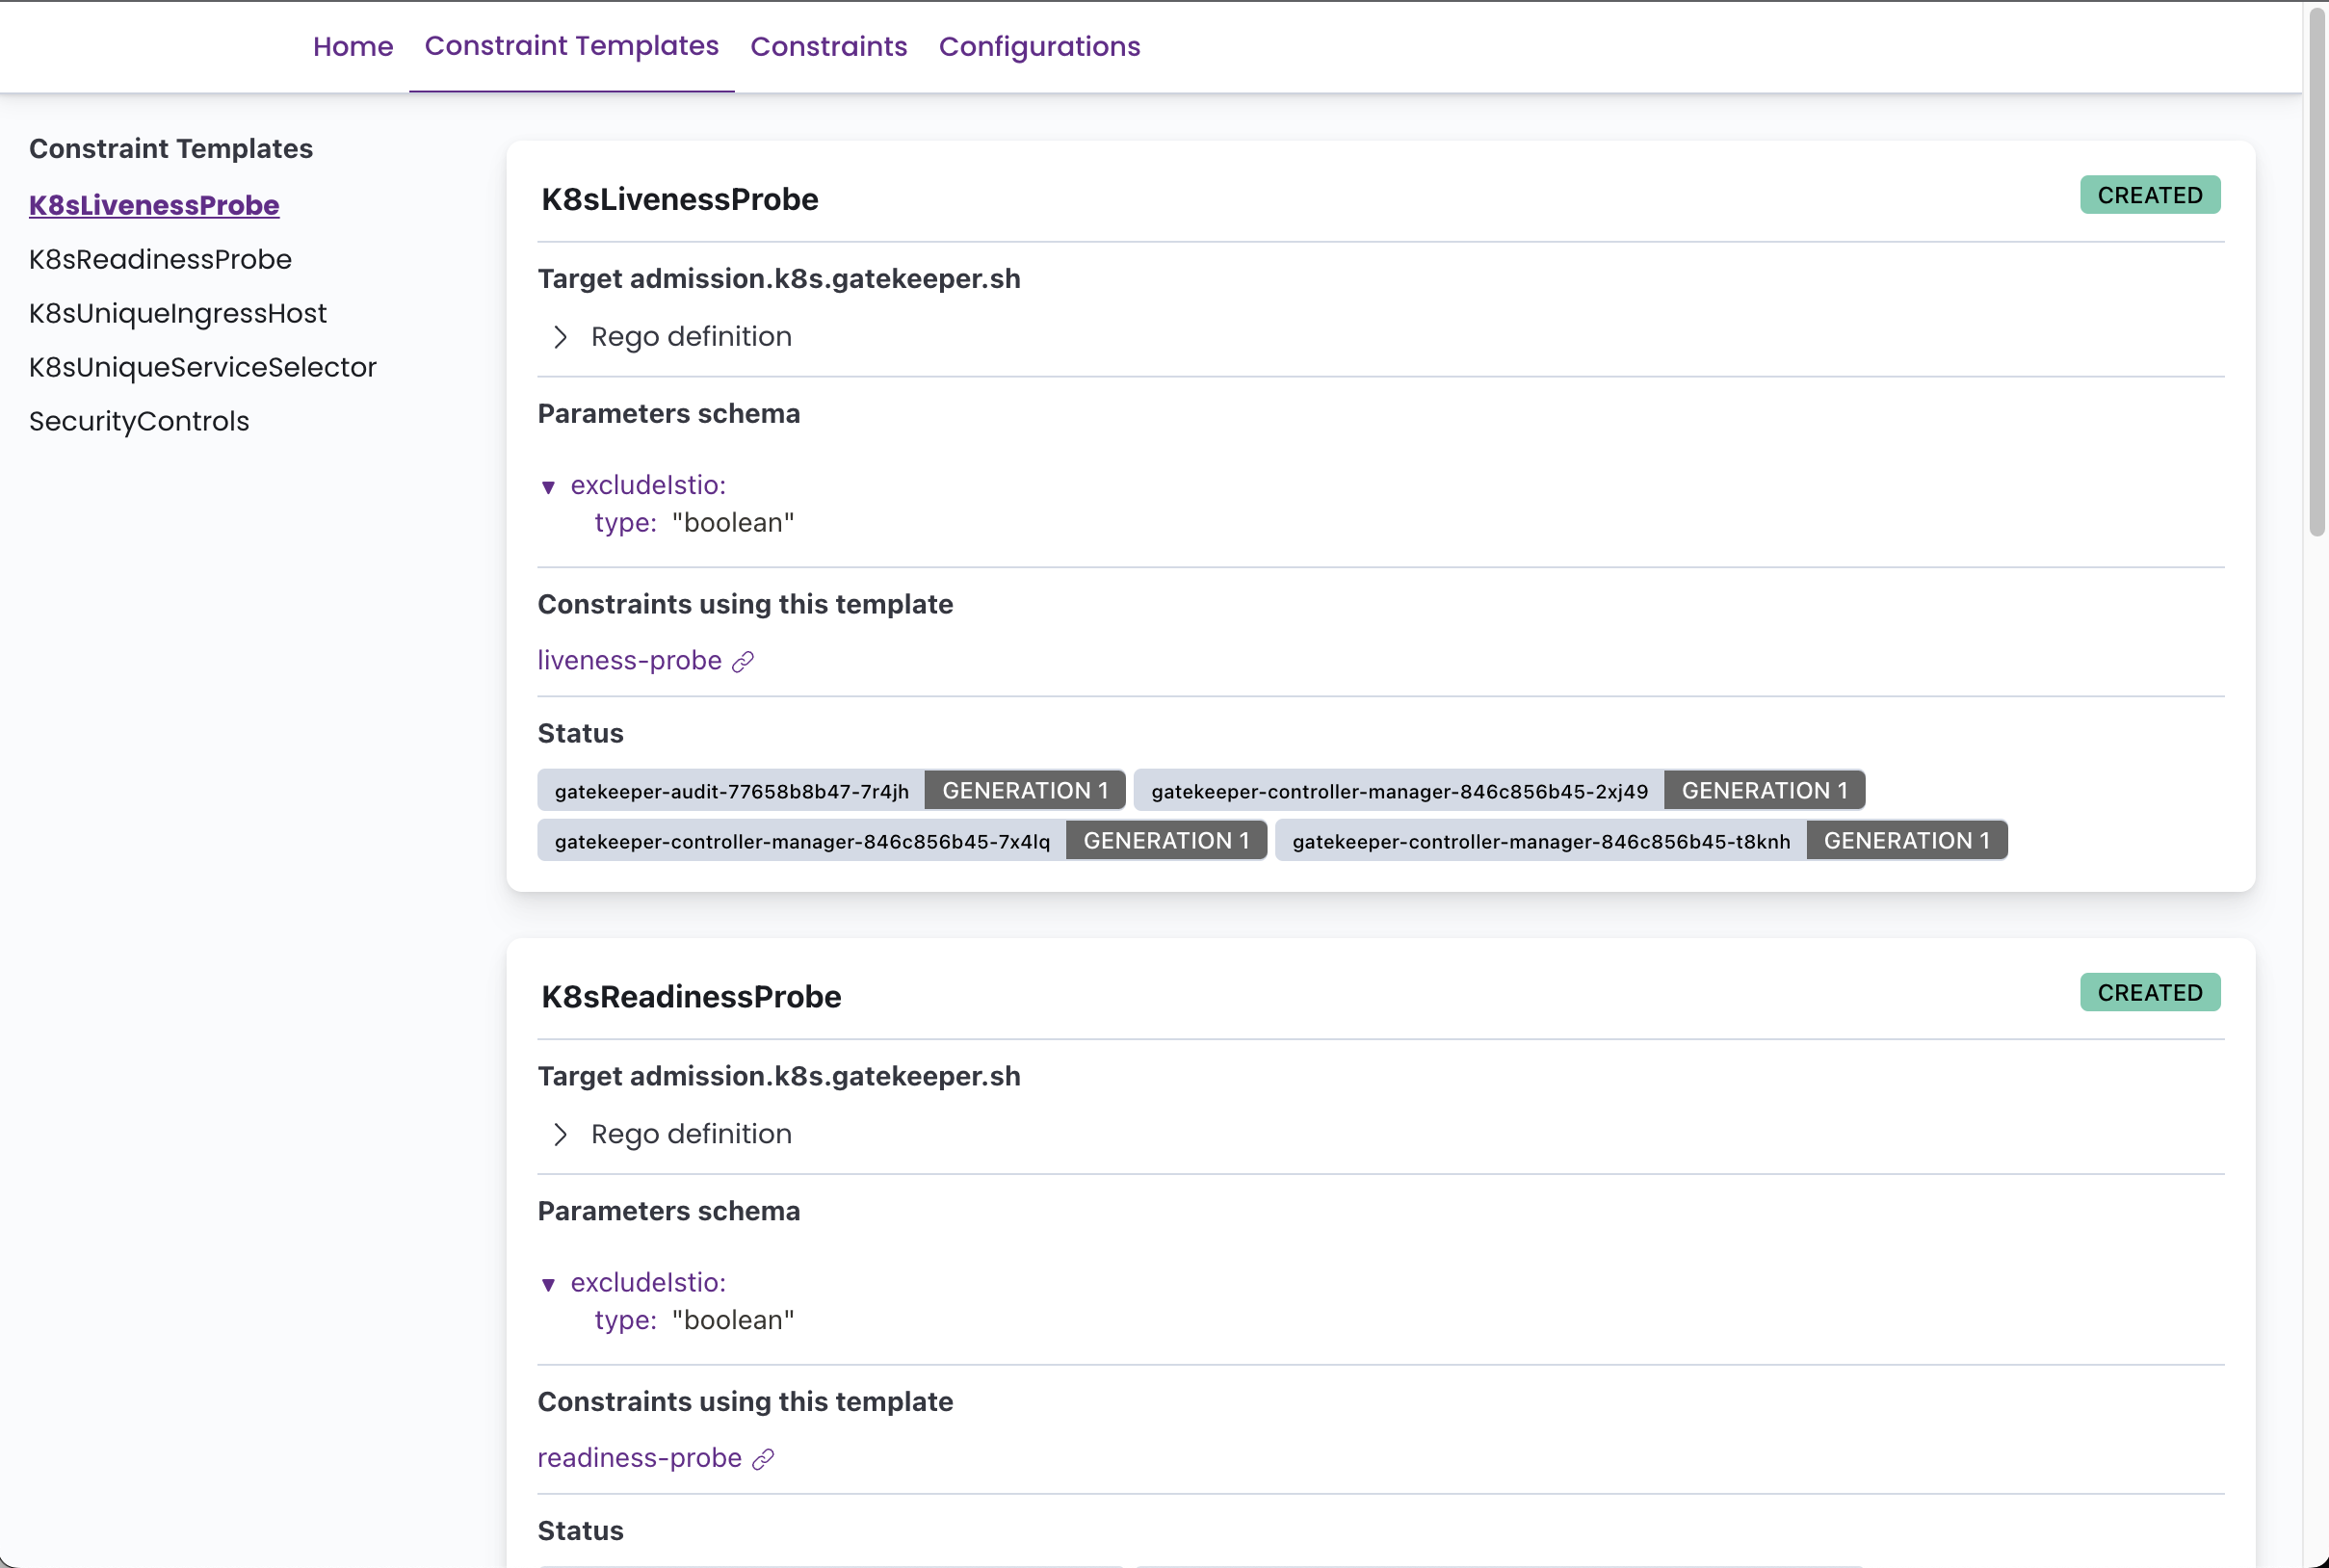 Home Constraint Templates Constraints Configurations
Constraint Templates
K8sLivenessProbe
K8sReadinessProbe
K8sUniqueIngressHost
K8sUniqueServiceSelector
SecurityControls
K8sLivenessProbe CREATED
Target admission.k8s.gatekeeper.sh
Rego definition
Parameters schema
excludeIstio:
type: "boolean"
Constraints using this template
liveness-probe
Status
gatekeeper-audit-77658b8b47-7r4jh GENERATION 1 gatekeeper-controller-manager-846c856b45-2xj49 GENERATION 1
gatekeeper-controller-manager-846c856b45-7x4lq GENERATION 1 gatekeeper-controller-manager-846c856b45-t8knh GENERATION 1
K8sReadinessProbe CREATED
Target admission.k8s.gatekeeper.sh
Rego definition
Parameters schema
excludeIstio:
type: "boolean"
Constraints using this template
readiness-probe
Status